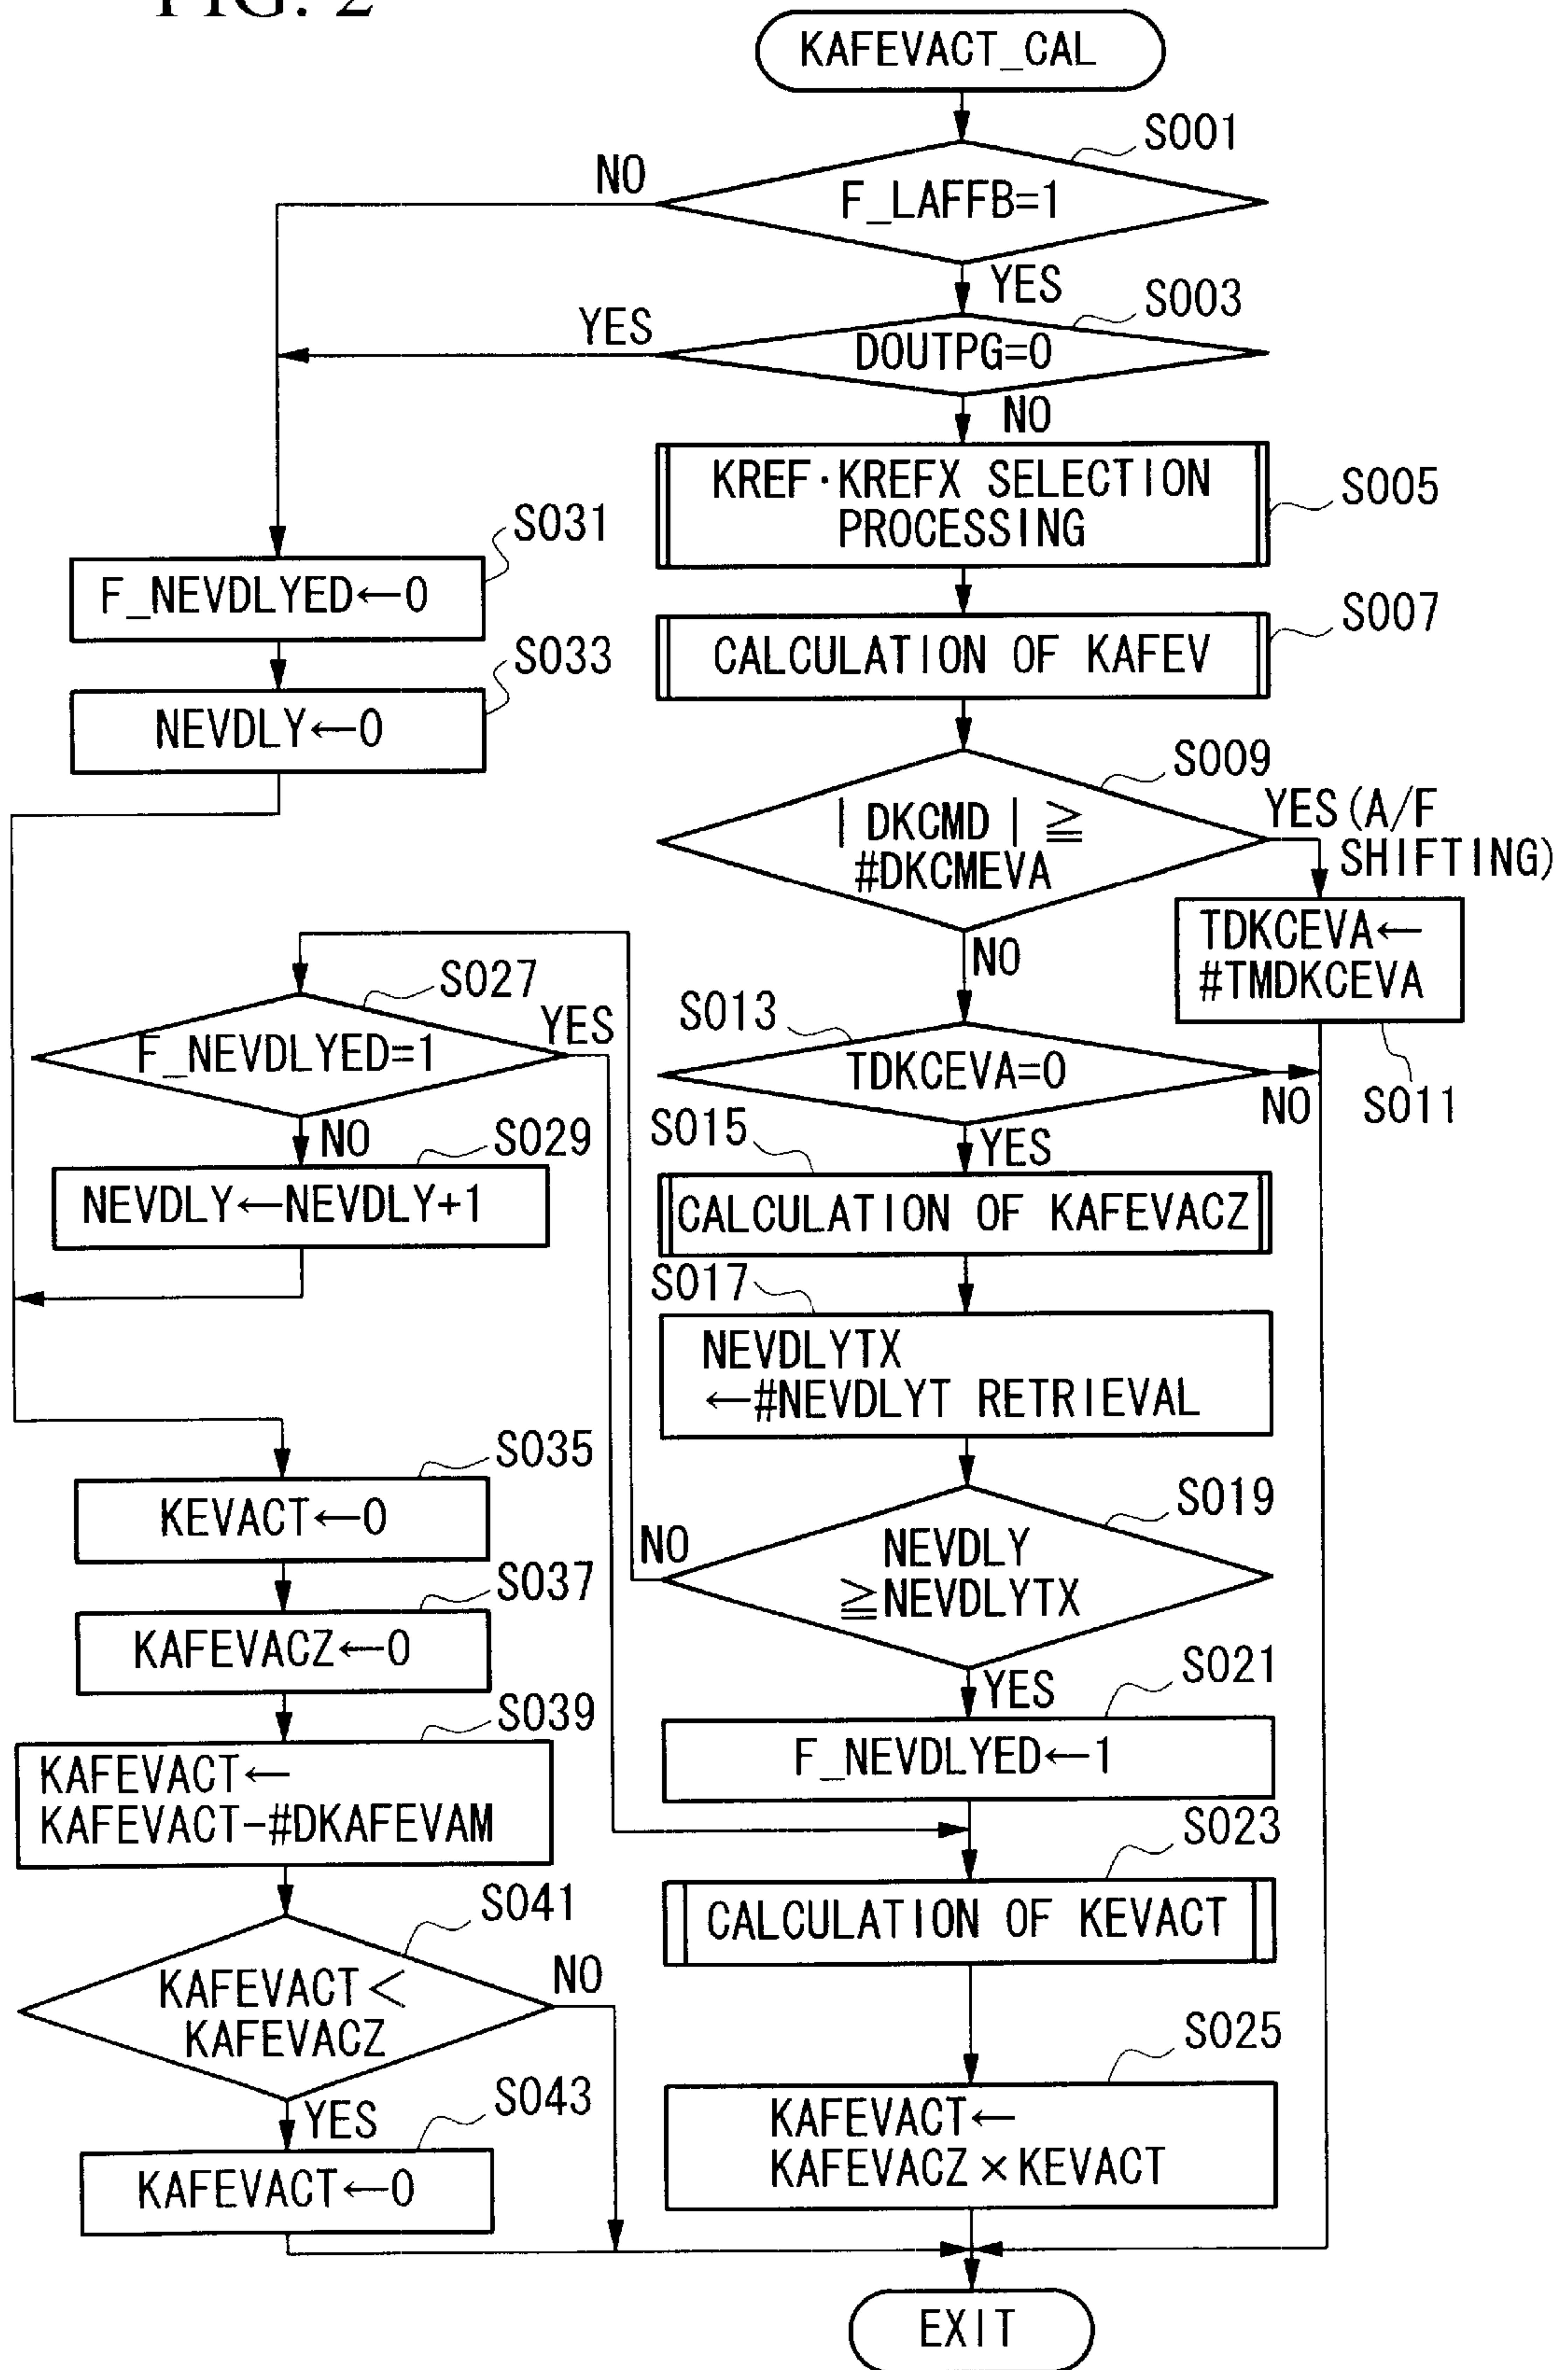 FIG. 2
KAFEVACT_CAL
S001
NO
F_LAFFB=1
YES
S003
YES
DOUTPG=0
NO
KREF·KREFX SELECTION
PROCESSING
S005
S031
F_NEVDLYED←0
S007
CALCULATION OF KAFEV
S033
NEVDLY←0
S009
| DKCMD | ≧
#DKCMEVA
YES(A/F
SHIFTING)
TDKCEVA←
#TMDKCEVA
S011
NO
S027
F_NEVDLYED=1
YES
S013
TDKCEVA=0
NO
NO
S029
NEVDLY←NEVDLY+1
YES
S015
CALCULATION OF KAFEVACZ
S017
NEVDLYTX
←#NEVDLYT RETRIEVAL
S035
KEVACT←0
S019
NO
NEVDLY
≧NEVDLYTX
S037
KAFEVACZ←0
YES
S021
F_NEVDLYED←1
S039
KAFEVACT←
KAFEVACT-#DKAFEVAM
S023
CALCULATION OF KEVACT
S041
KAFEVACT<
KAFEVACZ
NO
S025
KAFEVACT←
KAFEVACZ×KEVACT
YES
S043
KAFEVACT←0
EXIT